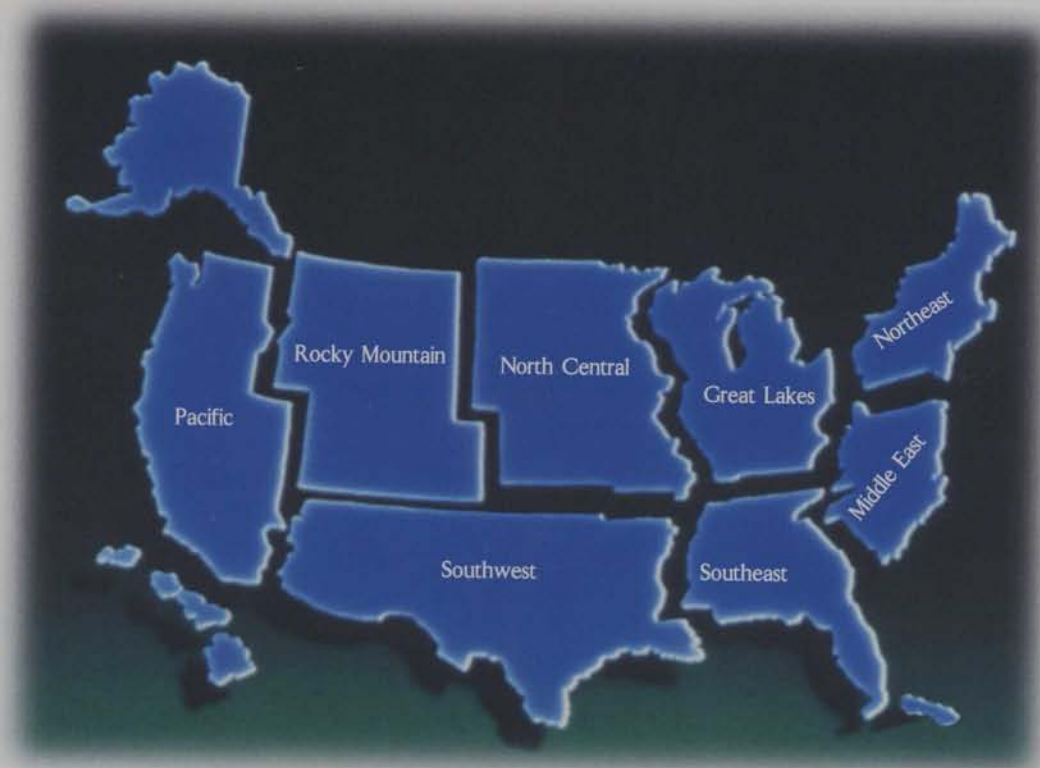 Northeast
Rocky Mountain
North Central
Great Lakes
Pacific
Middle East
Southwest
Southeast